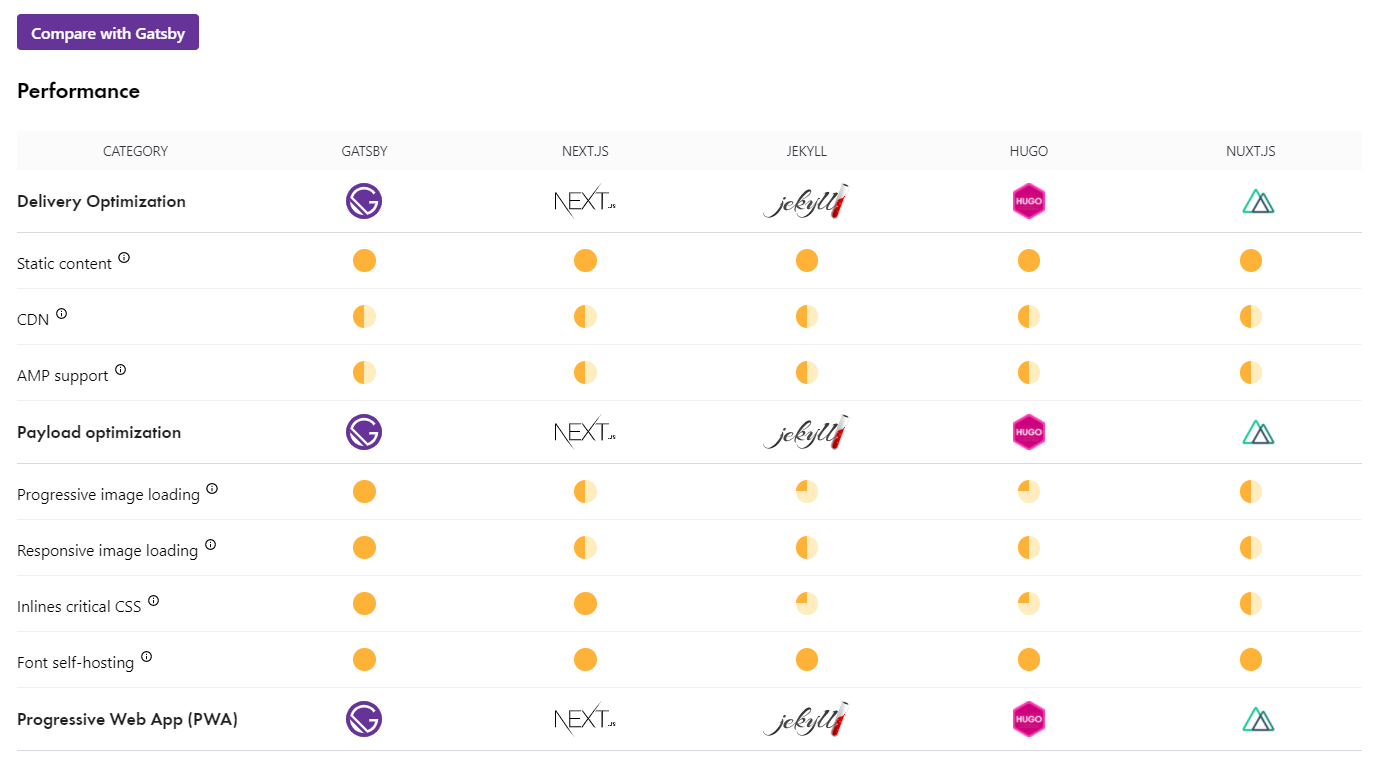 Compare with Gatsby
Performance
CATEGORY GATSBY NEXT.JS JEKYLL HUGO NUXT.JS
Delivery Optimization NEXT.JS jekyll HUGO
Static content
CDN
AMP support
Payload optimization NEXT.JS jekyll HUGO
Progressive image loading
Responsive image loading
Inlines critical CSS
Font self-hosting
Progressive Web App (PWA) NEXT.JS jekyll HUGO